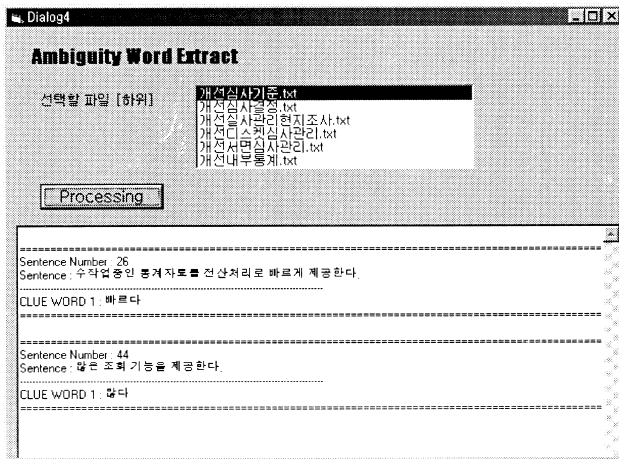 Dialog4
Ambiguity Word Extract
선택할 파일 [하위]
개선심사기준.txt
개선심사결정.txt
개선실사관리현지조사.txt
개선디스켓심사관리.txt
개선서면심사관리.txt
개선내부통계.txt
Processing
Sentence Number : 26
Sentence : 수작업중인 통계자료를 전산처리로 빠르게 제공한다.
CLUE WORD 1 : 빠르다
Sentence Number : 44
Sentence : 많은 조회 기능을 제공한다.
CLUE WORD 1 : 많다